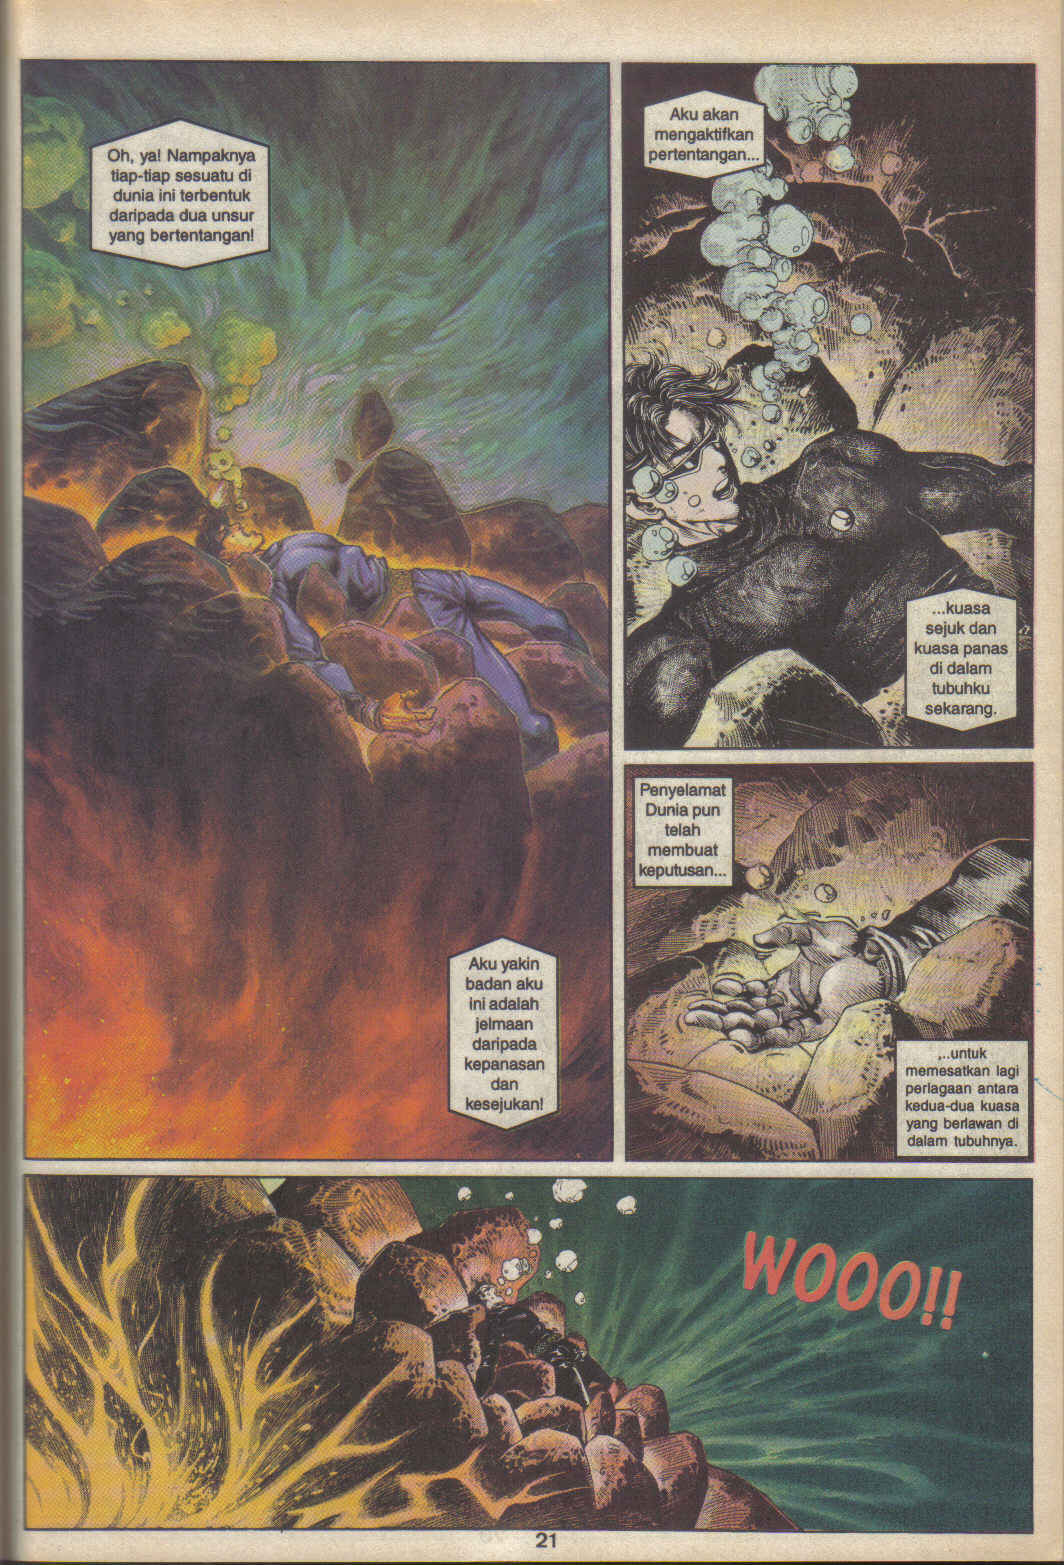 Oh, ya! Nampaknya
tiap-tiap sesuatu di
dunia ini terbentuk
daripada dua unsur
yang bertentangan!
Aku yakin
badan aku
ini adalah
jelmaan
daripada
kepanasan
dan
kesejukan!
Aku akan
mengaktifkan
pertentangan...
...kuasa
sejuk dan
kuasa panas
di dalam
tubuhku
sekarang.
Penyelamat
Dunia pun
telah
membuat
keputusan...
...untuk
memesatkan lagi
perlagaan antara
kedua-dua kuasa
yang berlawan di
dalam tubuhnya.
WOOO!!
21